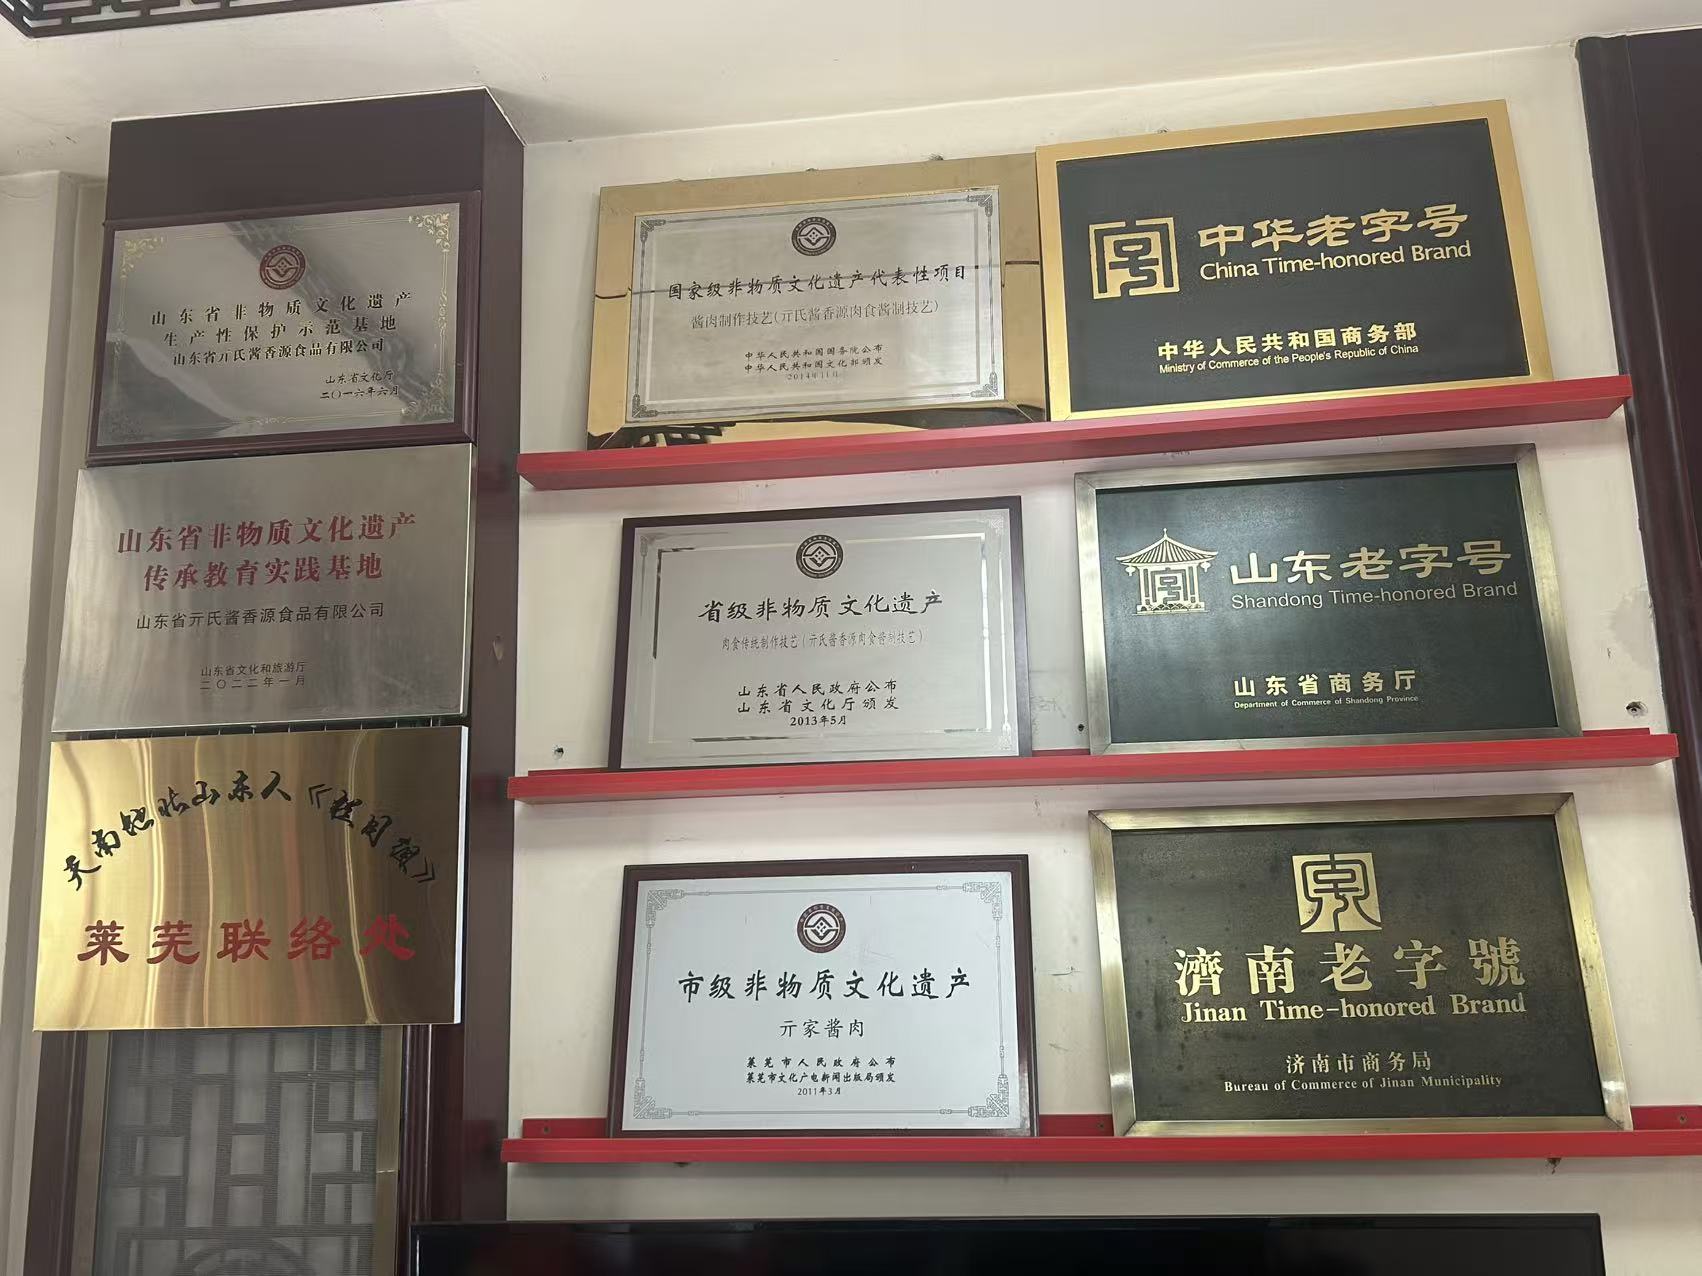 山东省非物质文化遗产
生产性保护示范基地
山东省亓氏酱香源食品有限公司
山东省文化厅
二〇一六年六月
山东省非物质文化遗产
传承教育实践基地
山东省亓氏酱香源食品有限公司
山东省文化和旅游厅
二〇二二年一月
莱芜联络处
国家级非物质文化遗产代表性项目
酱肉制作技艺(亓氏酱香源肉食酱制技艺)
中华人民共和国国务院公布
中华人民共和国文化部颁发
2014年11月
中华老字号
China Time-honored Brand
中华人民共和国商务部
Ministry of Commerce of the People's Republic of China
省级非物质文化遗产
肉食传统制作技艺(亓氏酱香源肉食酱制技艺)
山东省人民政府公布
山东省文化厅颁发
2013年5月
山东老字号
Shandong Time-honored Brand
山东省商务厅
Department of Commerce of Shandong Province
市级非物质文化遗产
亓家酱肉
莱芜市人民政府公布
莱芜市文化广电新闻出版局颁发
2011年3月
濟南老字號
Jinan Time-honored Brand
济南市商务局
Bureau of Commerce of Jinan Municipality